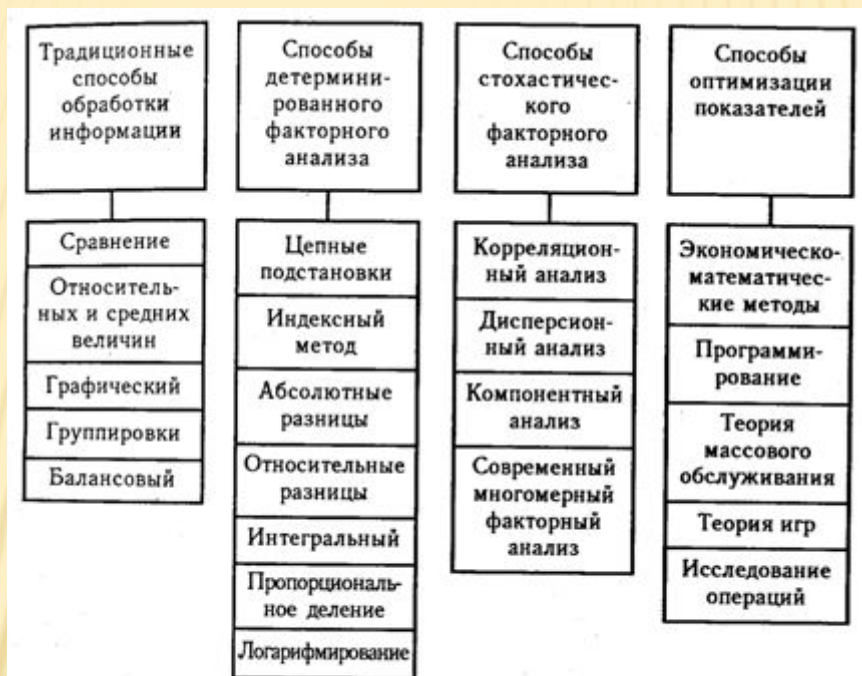 Традиционные
способы
обработки
информации
Сравнение
Относитель-
ных и средних
величин
Графический
Группировки
Балансовый
Способы
детермини-
рованного
факторного
анализа
Цепные
подстановки
Индексный
метод
Абсолютные
разницы
Относительные
разницы
Интегральный
Пропорциональ-
ное деление
Логарифмирование
Способы
стохастичес-
кого
факторного
анализа
Корреляцион-
ный анализ
Дисперсион-
ный анализ
Компонентный
анализ
Современный
многомерный
факторный
анализ
Способы
оптимизации
показателей
Экономическо-
математичес-
кие методы
Программи-
рование
Теория
массового
обслуживания
Теория игр
Исследование
операций